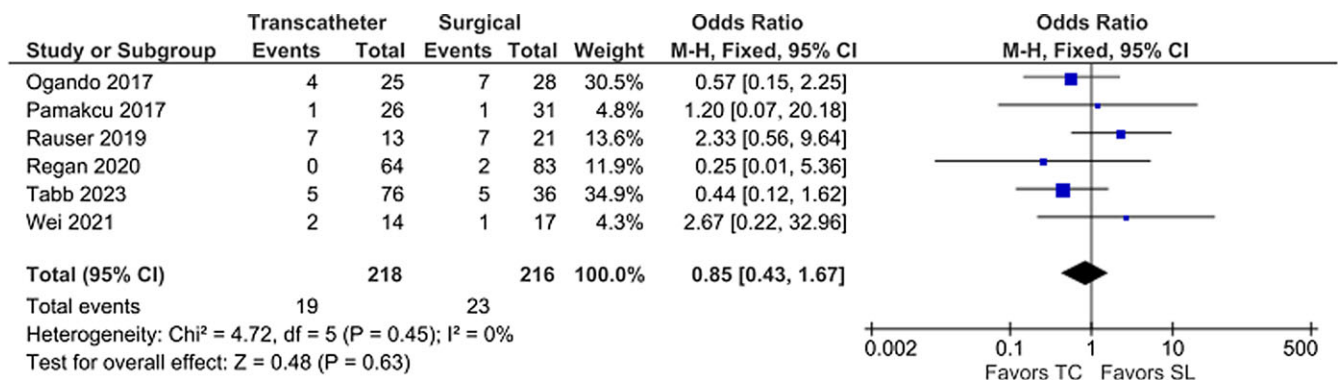 Transcatheter Surgical Odds Ratio Odds Ratio
Study or Subgroup Events Total Events Total Weight M-H, Fixed, 95% CI M-H, Fixed, 95% CI
Ogando 2017 4 25 7 28 30.5% 0.57 [0.15, 2.25]
Pamakcu 2017 1 26 1 31 4.8% 1.20 [0.07, 20.18]
Rauser 2019 7 13 7 21 13.6% 2.33 [0.56, 9.64]
Regan 2020 0 64 2 83 11.9% 0.25 [0.01, 5.36]
Tabb 2023 5 76 5 36 34.9% 0.44 [0.12, 1.62]
Wei 2021 2 14 1 17 4.3% 2.67 [0.22, 32.96]
Total (95% CI) 218 216 100.0% 0.85 [0.43, 1.67]
Total events 19 23
Heterogeneity: Chi² = 4.72, df = 5 (P = 0.45); I² = 0%
Test for overall effect: Z = 0.48 (P = 0.63)
0.002 0.1 1 10 500
Favors TC Favors SL